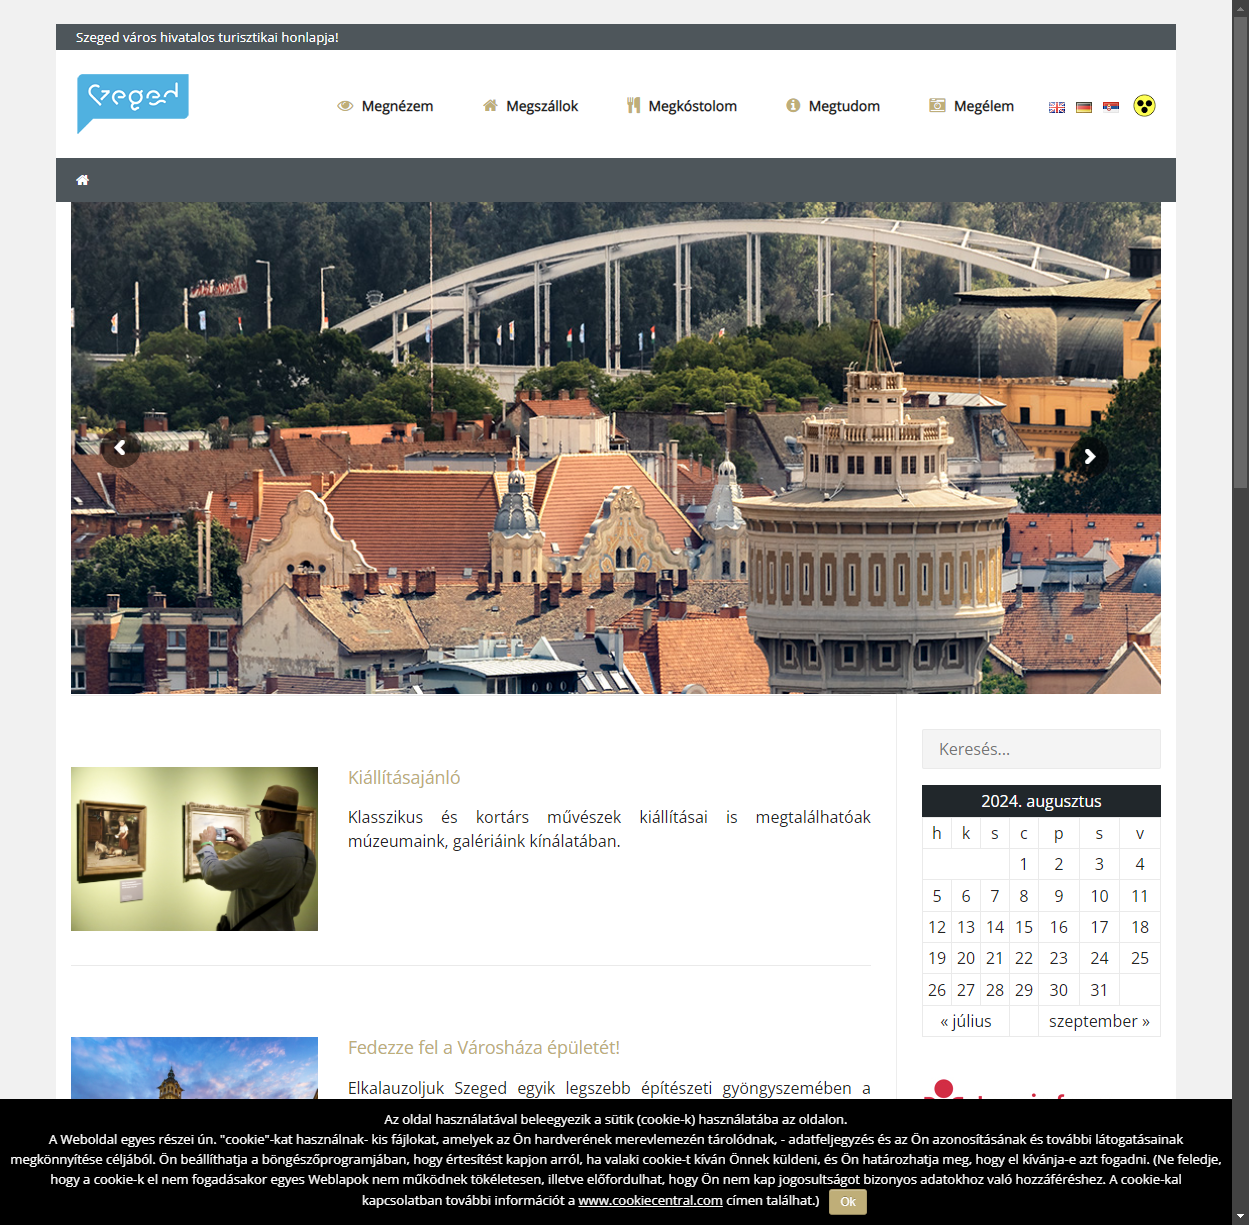 Szeged város hivatalos turisztikai honlapja!
Szeged
Megnézem Megszállok Megkóstolom Megtudom Megélem
Keresés...
Kiállításajánló
Klasszikus és kortárs művészek kiállításai is megtalálhatóak
múzeumaink, galériáink kínálatában.
2024. augusztus
h k s c p s v
1 2 3 4
5 6 7 8 9 10 11
12 13 14 15 16 17 18
19 20 21 22 23 24 25
26 27 28 29 30 31
« július szeptember »
Fedezze fel a Városháza épületét!
Elkalauzoljuk Szeged egyik legszebb építészeti gyöngyszemében a
Az oldal használatával beleegyezik a sütik (cookie-k) használatába az oldalon.
A Weboldal egyes részei ún. "cookie"-kat használnak- kis fájlokat, amelyek az Ön hardverének merevlemezén tárolódnak, - adatfeljegyzés és az Ön azonosításának és további látogatásainak
megkönnyítése céljából. Ön beállíthatja a böngészőprogramjában, hogy értesítést kapjon arról, ha valaki cookie-t kíván Önnek küldeni, és Ön határozhatja meg, hogy el kívánja-e azt fogadni. (Ne feledje,
hogy a cookie-k el nem fogadásakor egyes Weblapok nem működnek tökéletesen, illetve előfordulhat, hogy Ön nem kap jogosultságot bizonyos adatokhoz való hozzáféréshez. A cookie-kal
kapcsolatban további információt a www.cookiecentral.com címen találhat.) Ok